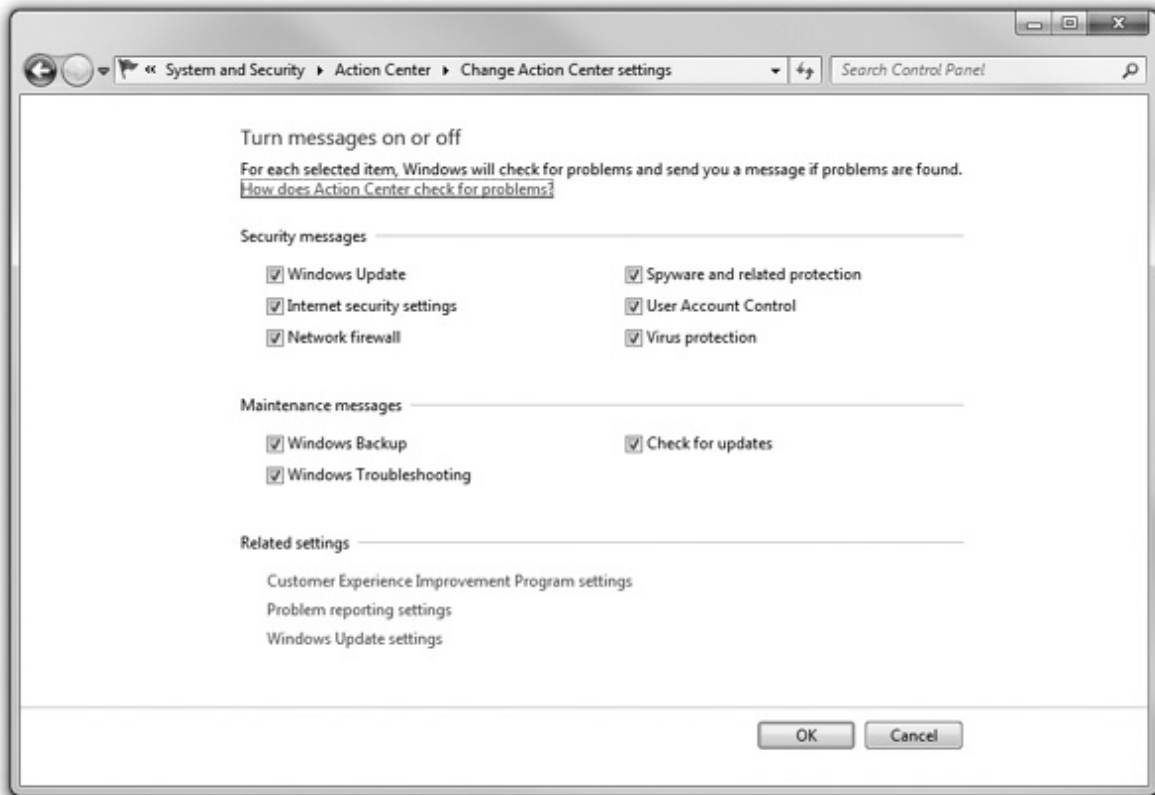 « System and Security ▸ Action Center ▸ Change Action Center settings
Search Control Panel
Turn messages on or off
For each selected item, Windows will check for problems and send you a message if problems are found.
How does Action Center check for problems?
Security messages
Windows Update
Spyware and related protection
Internet security settings
User Account Control
Network firewall
Virus protection
Maintenance messages
Windows Backup
Check for updates
Windows Troubleshooting
Related settings
Customer Experience Improvement Program settings
Problem reporting settings
Windows Update settings
OK
Cancel